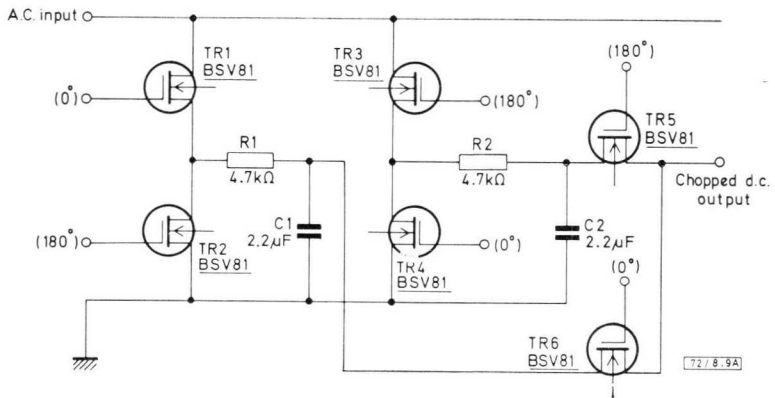 A.C. input
TR1
BSV81
(0°)
TR3
BSV81
(180°)
(180°)
TR5
BSV81
R1
4.7kΩ
R2
4.7kΩ
Chopped d.c.
output
(180°)
TR2
BSV81
C1
2.2μF
(0°)
TR4
BSV81
C2
2.2μF
(0°)
TR6
BSV81
72/8.9A